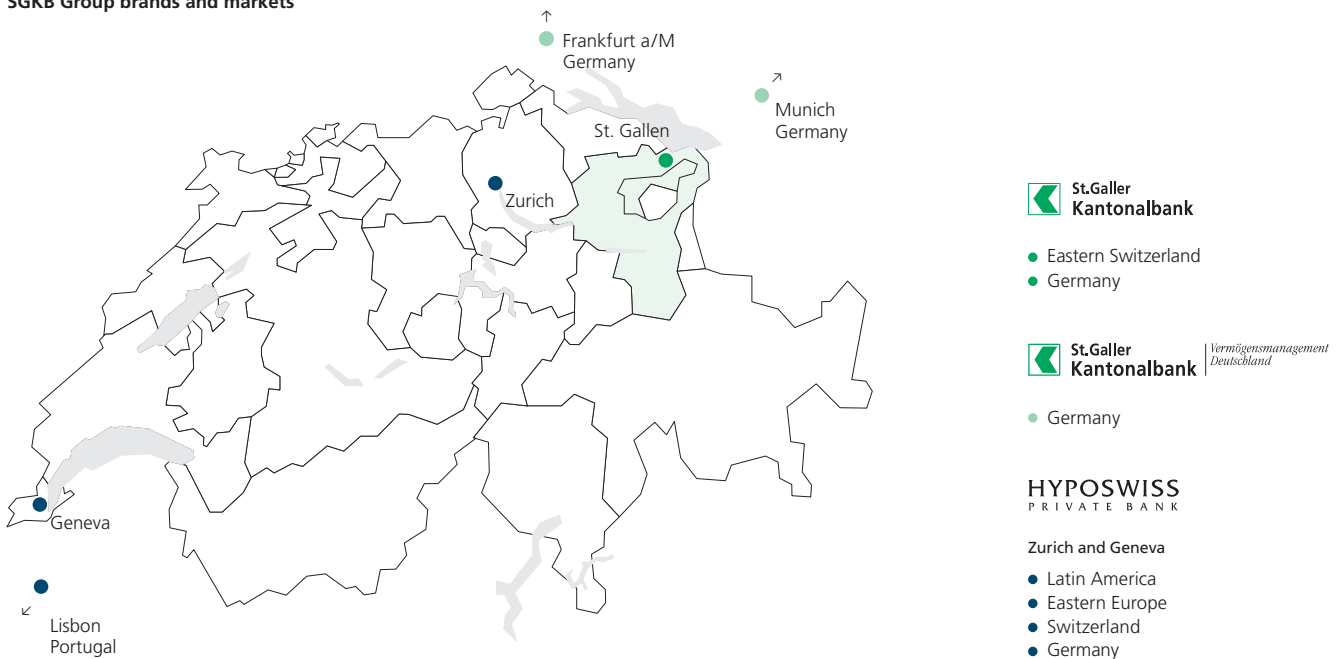 SGKB Group brands and markets
Frankfurt a/M
Germany
Munich
Germany
St. Gallen
Zurich
Geneva
Lisbon
Portugal
St.Galler
Kantonalbank
Eastern Switzerland
Germany
St.Galler
Kantonalbank
Vermögensmanagement
Deutschland
Germany
HYPOSWISS
PRIVATE BANK
Zurich and Geneva
Latin America
Eastern Europe
Switzerland
Germany